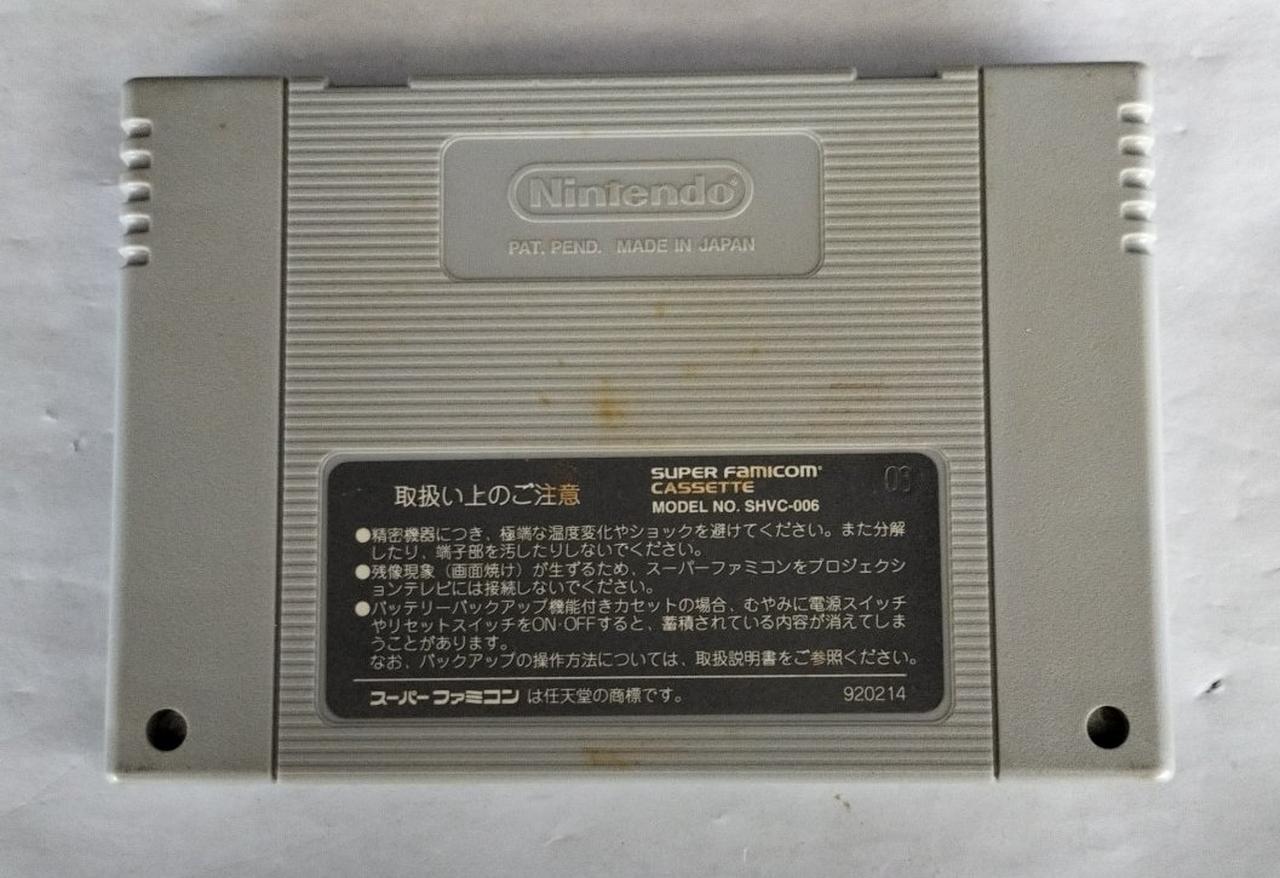 Nintendo®
PAT. PEND. MADE IN JAPAN
取扱い上のご注意
SUPER FAMICOM®
CASSETTE
MODEL NO. SHVC-006
03
●精密機器につき、極端な温度変化やショックを避けてください。また分解
したり、端子部を汚したりしないでください。
●残像現象（画面焼け）が生ずるため、スーパーファミコンをプロジェクシ
ョンテレビには接続しないでください。
●バッテリーバックアップ機能付きカセットの場合、むやみに電源スイッチ
やリセットスイッチをON·OFFすると、蓄積されている内容が消えてしま
うことがあります。
なお、バックアップの操作方法については、取扱説明書をご参照ください。
スーパーファミコン は任天堂の商標です。
920214